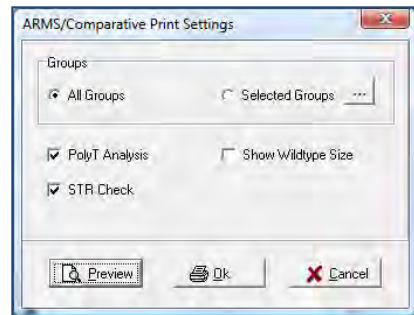 ARMS/Comparative Print Settings
Groups
All Groups Selected Groups ...
PolyT Analysis Show Wildtype Size
STR Check
Preview Ok Cancel